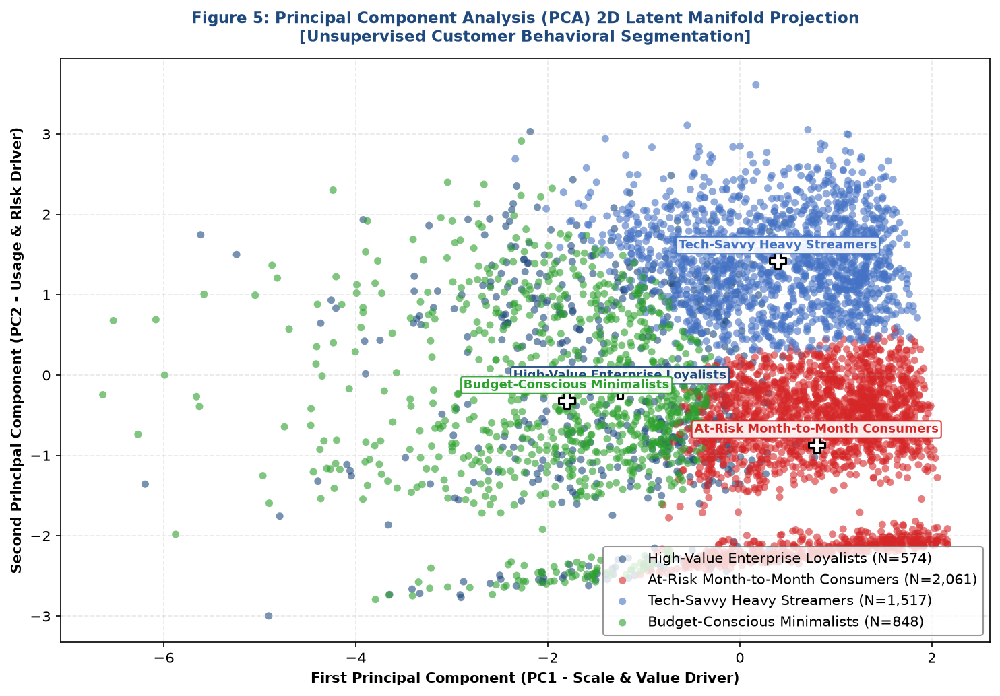 Figure 5: Principal Component Analysis (PCA) 2D Latent Manifold Projection
[Unsupervised Customer Behavioral Segmentation]
Second Principal Component (PC2 - Usage & Risk Driver)
3
2
1
0
−1
−2
−3
Tech-Savvy Heavy Streamers
High-Value Enterprise Loyalists
Budget-Conscious Minimalists
At-Risk Month-to-Month Consumers
High-Value Enterprise Loyalists (N=574)
At-Risk Month-to-Month Consumers (N=2,061)
Tech-Savvy Heavy Streamers (N=1,517)
Budget-Conscious Minimalists (N=848)
−6 −4 −2 0 2
First Principal Component (PC1 - Scale & Value Driver)